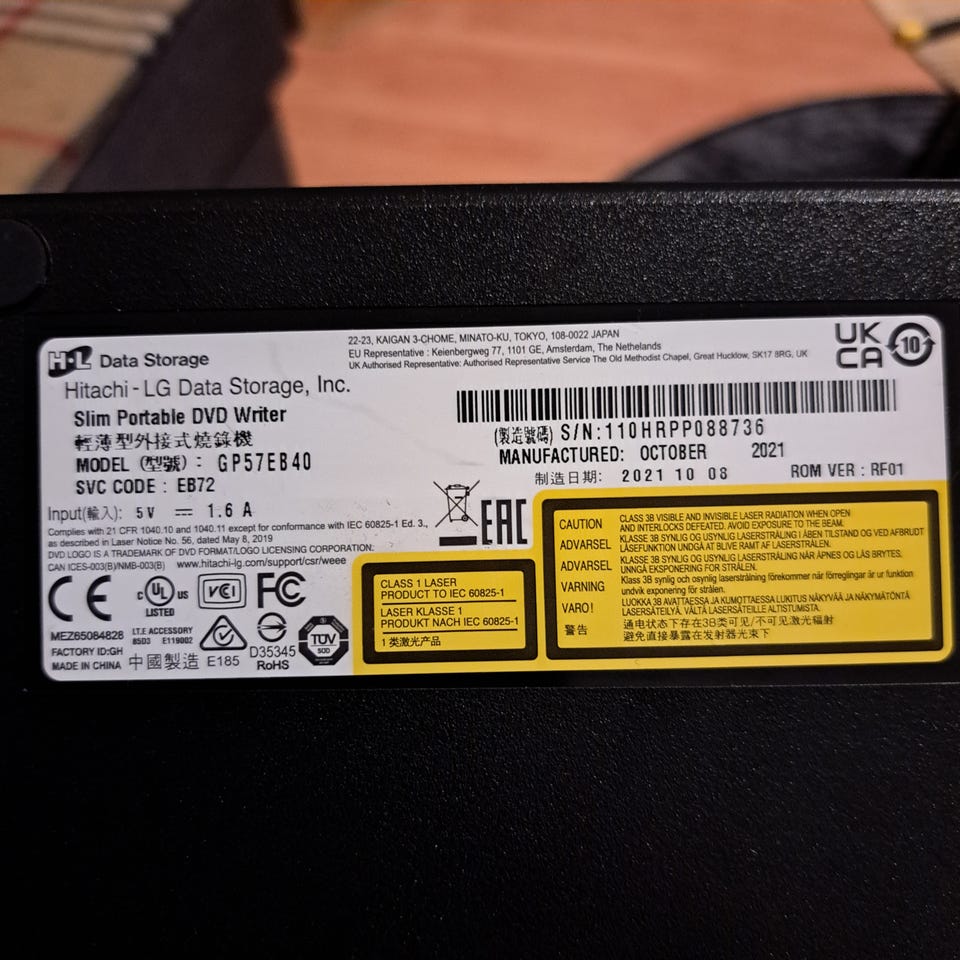 H·L Data Storage
22-23, KAIGAN 3-CHOME, MINATO-KU, TOKYO, 108-0022 JAPAN
EU Representative : Keienbergweg 77, 1101 GE, Amsterdam, The Netherlands
UK Authorised Representative: Authorised Representative Service The Old Methodist Chapel, Great Hucklow, SK17 8RG, UK
UK
CA
10
Hitachi-LG Data Storage, Inc.
Slim Portable DVD Writer
輕薄型外接式燒錄機
MODEL (型號) : GP57EB40
SVC CODE : EB72
(製造號碼) S/N:110HRPP088736
MANUFACTURED: OCTOBER 2021
制造日期: 2021 10 08 ROM VER : RF01
Input(輸入): 5V ⎓ 1.6 A
Complies with 21 CFR 1040.10 and 1040.11 except for conformance with IEC 60825-1 Ed. 3.,
as described in Laser Notice No. 56, dated May 8, 2019
DVD LOGO IS A TRADEMARK OF DVD FORMAT/LOGO LICENSING CORPORATION:
CAN ICES-003(B)/NMB-003(B) www.hitachi-lg.com/support/csr/weee
EAC
CE
c UL us
LISTED
VCI
FC
MEZ65084828
I.T.E ACCESSORY
85D3 E119002
FACTORY ID:GH
MADE IN CHINA 中國製造 E185
D35345
RoHS
TÜV
SÜD
CLASS 1 LASER
PRODUCT TO IEC 60825-1
LASER KLASSE 1
PRODUKT NACH IEC 60825-1
1 类激光产品
CAUTION CLASS 3B VISIBLE AND INVISIBLE LASER RADIATION WHEN OPEN
AND INTERLOCKS DEFEATED. AVOID EXPOSURE TO THE BEAM.
ADVARSEL KLASSE 3B SYNLIG OG USYNLIG LASERSTRÅLING I ÅBEN TILSTAND OG VED AFBRUDT
LÅSEFUNKTION UNDGÅ AT BLIVE RAMT AF LASERSTRÅLEN.
ADVARSEL KLASSE 3B SYNLIG OG USYNLIG LASERSTRÅLING NÅR ÅPNES OG LÅS BRYTES,
UNNGÅ EKSPONERING FOR STRÅLEN.
VARNING Klass 3B synlig och osynlig laserstrålning förekommer när förreglingar är ur funktion
undvik exponering för strålen.
VARO! LUOKKA 3B AVATTAESSA JA KUMOTTAESSA LUKITUS NÄKYVÄÄ JA NÄKYMÄTÖNTÄ
LASERSÄTEILYÄ, VÄLTÄ LASERSÄTEILLE ALTISTUMISTA.
警告 通电状态下存在3B类可见/不可见激光辐射
避免直接暴露在发射器光束下